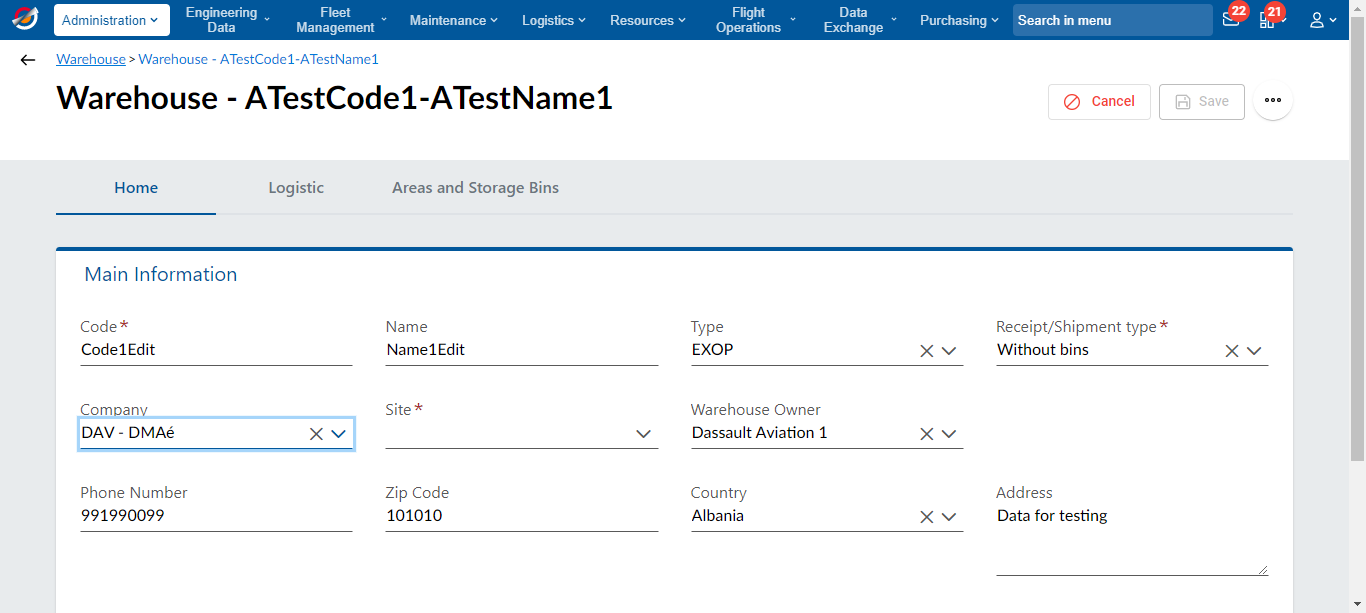 Administration
Engineering
Data
Fleet
Management
Maintenance
Logistics
Resources
Flight
Operations
Data
Exchange
Purchasing
Search in menu
22
21
Warehouse > Warehouse - ATestCode1-ATestName1
Warehouse - ATestCode1-ATestName1
Cancel
Save
Home
Logistic
Areas and Storage Bins
Main Information
Code*
Name
Type
Receipt/Shipment type*
Code1Edit
Name1Edit
EXOP
Without bins
Company
Site*
Warehouse Owner
DAV - DMAé
Dassault Aviation 1
Phone Number
Zip Code
Country
Address
991990099
101010
Albania
Data for testing